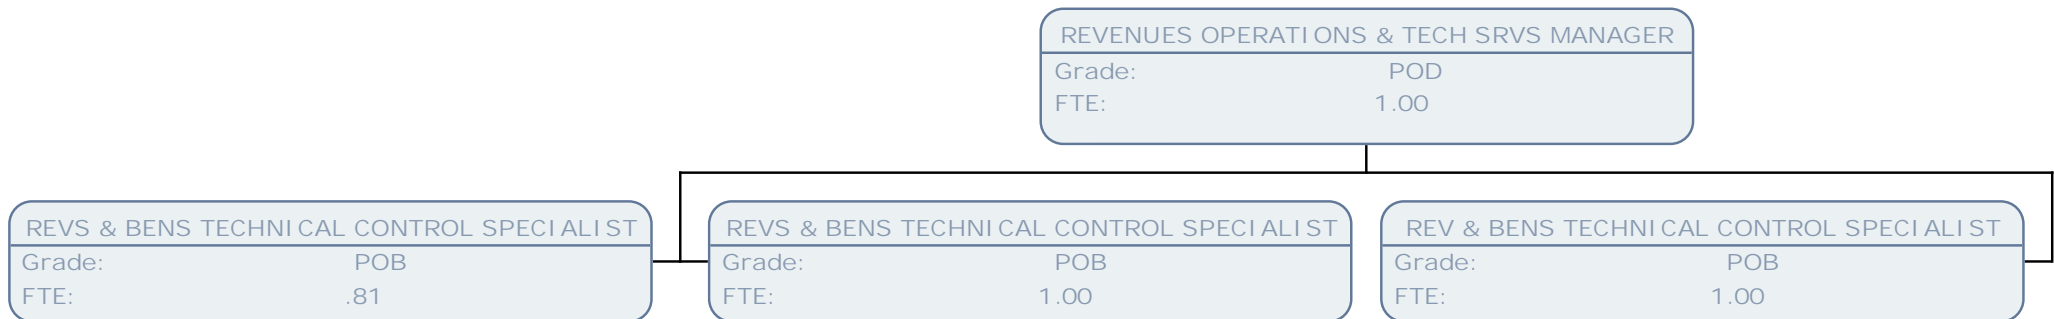 REVENUES OPERATIONS & TECH SRVS MANAGER
Grade: POD
FTE: 1.00
REVS & BENS TECHNICAL CONTROL SPECIALIST
Grade: POB
FTE: .81
REVS & BENS TECHNICAL CONTROL SPECIALIST
Grade: POB
FTE: 1.00
REV & BENS TECHNICAL CONTROL SPECIALIST
Grade: POB
FTE: 1.00